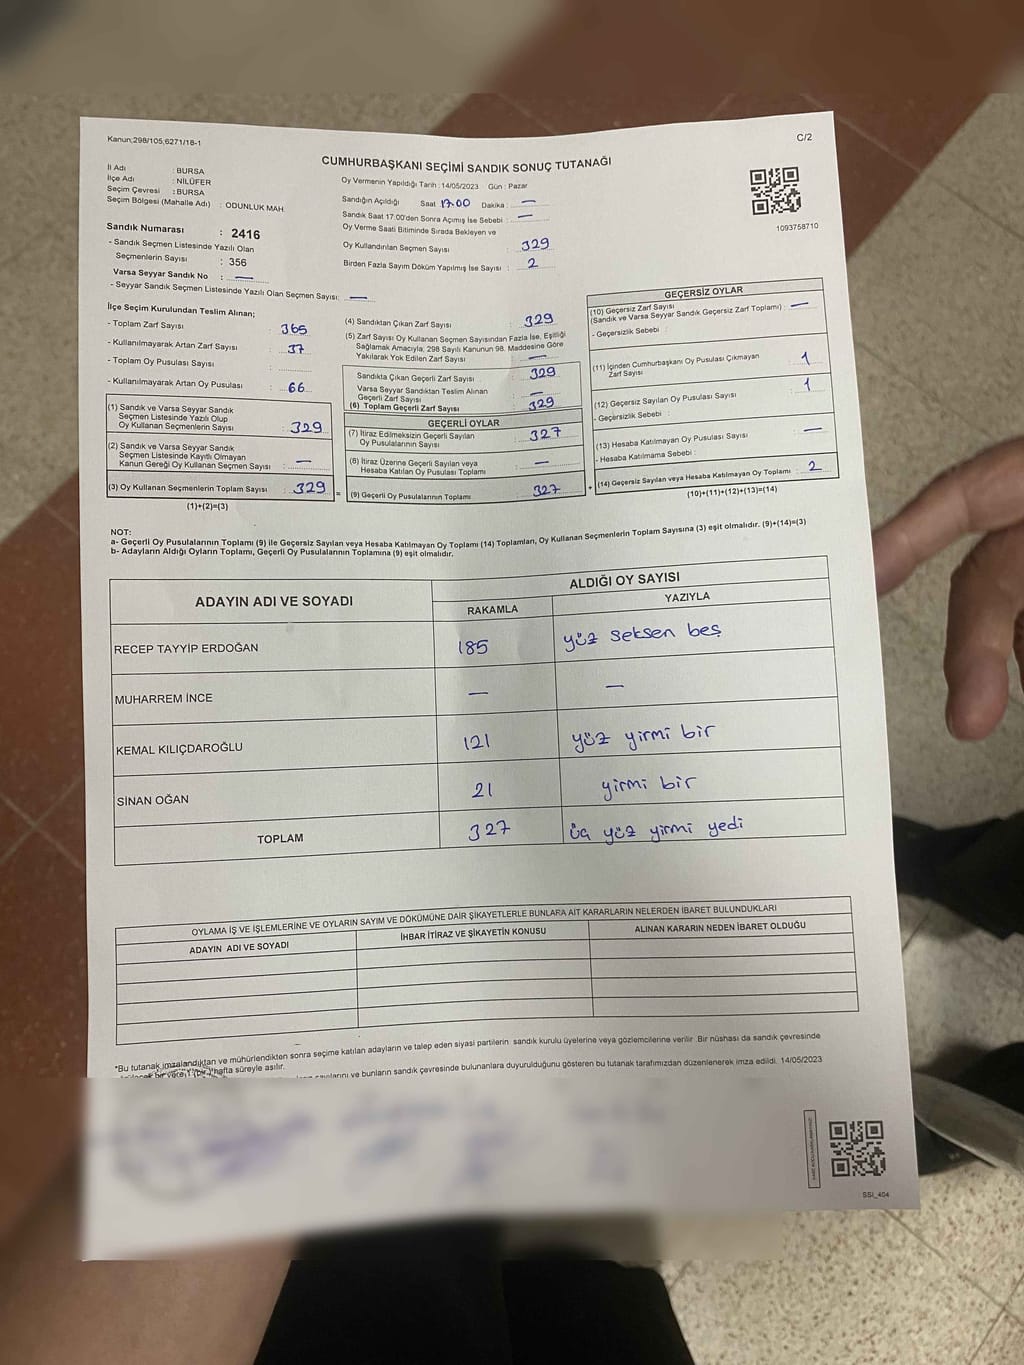 Kanun;298/105,6271/18-1
C/2
CUMHURBAŞKANI SEÇİMİ SANDIK SONUÇ TUTANAĞI
İl Adı : BURSA
İlçe Adı : NİLÜFER
Seçim Çevresi : BURSA
Seçim Bölgesi (Mahalle Adı) : ODUNLUK MAH.
Sandık Numarası : 2416
- Sandık Seçmen Listesinde Yazılı Olan
Seçmenlerin Sayısı : 356
Varsa Seyyar Sandık No : —
- Seyyar Sandık Seçmen Listesinde Yazılı Olan Seçmen Sayısı: —
Oy Vermenin Yapıldığı Tarih : 14/05/2023 Gün : Pazar
Sandığın Açıldığı Saat 17:00 Dakika : —
Sandık Saat 17:00'den Sonra Açımış İse Sebebi : —
Oy Verme Saati Bitiminde Sırada Bekleyen ve
Oy Kullandırılan Seçmen Sayısı : 329
Birden Fazla Sayım Döküm Yapılmış İse Sayısı : 2
1093758710
İlçe Seçim Kurulundan Teslim Alınan;
- Toplam Zarf Sayısı : 365
- Kullanılmayarak Artan Zarf Sayısı : 37
- Toplam Oy Pusulası Sayısı :
- Kullanılmayarak Artan Oy Pusulası : 66
(1) Sandık ve Varsa Seyyar Sandık
Seçmen Listesinde Yazılı Olup
Oy Kullanan Seçmenlerin Sayısı : 329
(2) Sandık ve Varsa Seyyar Sandık
Seçmen Listesinde Kayıtlı Olmayan
Kanun Gereği Oy Kullanan Seçmen Sayısı : —
(3) Oy Kullanan Seçmenlerin Toplam Sayısı : 329 =
(1)+(2)=(3)
(4) Sandıktan Çıkan Zarf Sayısı : 329
(5) Zarf Sayısı Oy Kullanan Seçmen Sayısından Fazla İse, Eşitliği
Sağlamak Amacıyla, 298 Sayılı Kanunun 98. Maddesine Göre
Yakılarak Yok Edilen Zarf Sayısı : —
Sandıkta Çıkan Geçerli Zarf Sayısı : 329
Varsa Seyyar Sandıktan Teslim Alınan
Geçerli Zarf Sayısı : —
(6) Toplam Geçerli Zarf Sayısı : 329
GEÇERLİ OYLAR
(7) İtiraz Edilmeksizin Geçerli Sayılan
Oy Pusulalarının Sayısı : 327
(8) İtiraz Üzerine Geçerli Sayılan veya
Hesaba Katılan Oy Pusulası Toplamı : —
(9) Geçerli Oy Pusulalarının Toplamı : 327 +
GEÇERSİZ OYLAR
(10) Geçersiz Zarf Sayısı
(Sandık ve Varsa Seyyar Sandık Geçersiz Zarf Toplamı) : —
- Geçersizlik Sebebi :
(11) İçinden Cumhurbaşkanı Oy Pusulası Çıkmayan
Zarf Sayısı : 1
(12) Geçersiz Sayılan Oy Pusulası Sayısı : 1
- Geçersizlik Sebebi :
(13) Hesaba Katılmayan Oy Pusulası Sayısı : —
- Hesaba Katılmama Sebebi :
(14) Geçersiz Sayılan veya Hesaba Katılmayan Oy Toplamı : 2
(10)+(11)+(12)+(13)=(14)
NOT:
a- Geçerli Oy Pusulalarının Toplamı (9) ile Geçersiz Sayılan veya Hesaba Katılmayan Oy Toplamı (14) Toplamları, Oy Kullanan Seçmenlerin Toplam Sayısına (3) eşit olmalıdır. (9)+(14)=(3)
b- Adayların Aldığı Oyların Toplamı, Geçerli Oy Pusulalarının Toplamına (9) eşit olmalıdır.
ADAYIN ADI VE SOYADI
ALDIĞI OY SAYISI
RAKAMLA YAZIYLA
RECEP TAYYİP ERDOĞAN 185 yüz seksen beş
MUHARREM İNCE — —
KEMAL KILIÇDAROĞLU 121 yüz yirmi bir
SİNAN OĞAN 21 yirmi bir
TOPLAM 327 üç yüz yirmi yedi
OYLAMA İŞ VE İŞLEMLERİNE VE OYLARIN SAYIM VE DÖKÜMÜNE DAİR ŞİKAYETLERLE BUNLARA AİT KARARLARIN NELERDEN İBARET BULUNDUKLARI
ADAYIN ADI VE SOYADI İHBAR İTİRAZ VE ŞİKAYETİN KONUSU ALINAN KARARIN NEDEN İBARET OLDUĞU
*Bu tutanak imzalandıktan ve mühürlendikten sonra seçime katılan adayların ve talep eden siyasi partilerin sandık kurulu üyelerine veya gözlemcilerine verilir. Bir nüshası da sandık çevresinde
bir yere 1 (bir) hafta süreyle asılır.
ve bunların sandık çevresinde bulunanlara duyurulduğunu gösteren bu tutanak tarafımızdan düzenlenerek imza edildi. 14/05/2023
SSI_404